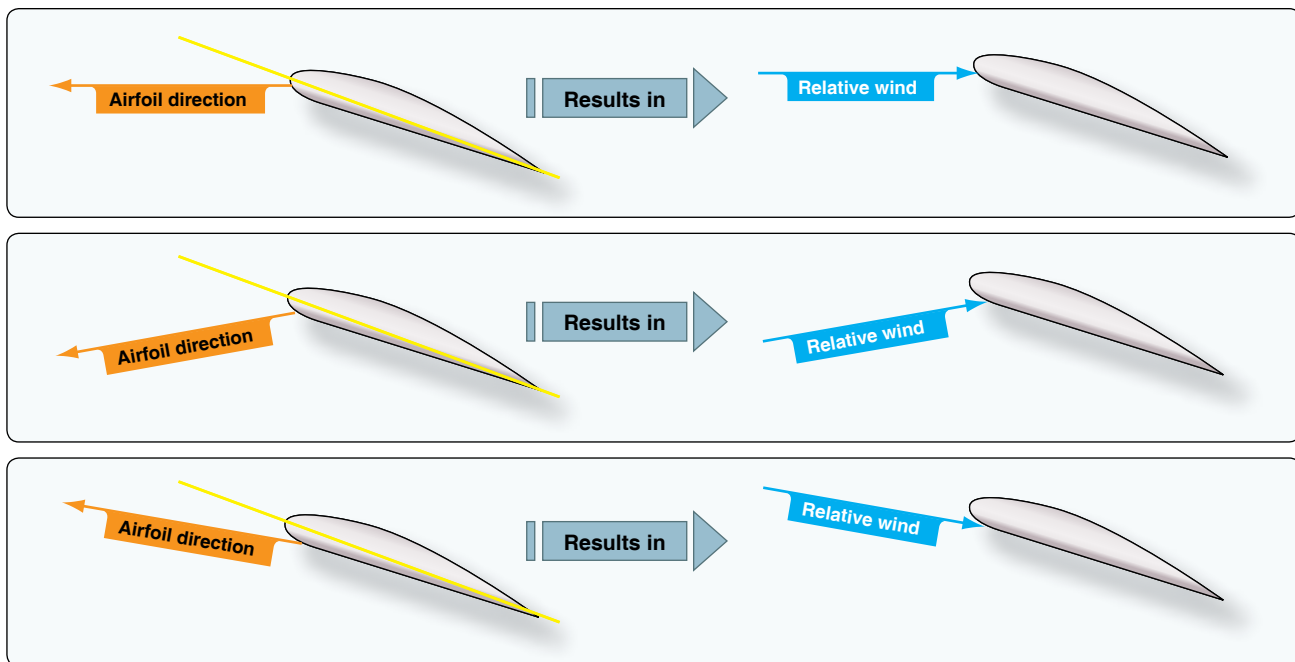 Airfoil direction
Results in
Relative wind
Airfoil direction
Results in
Relative wind
Airfoil direction
Results in
Relative wind